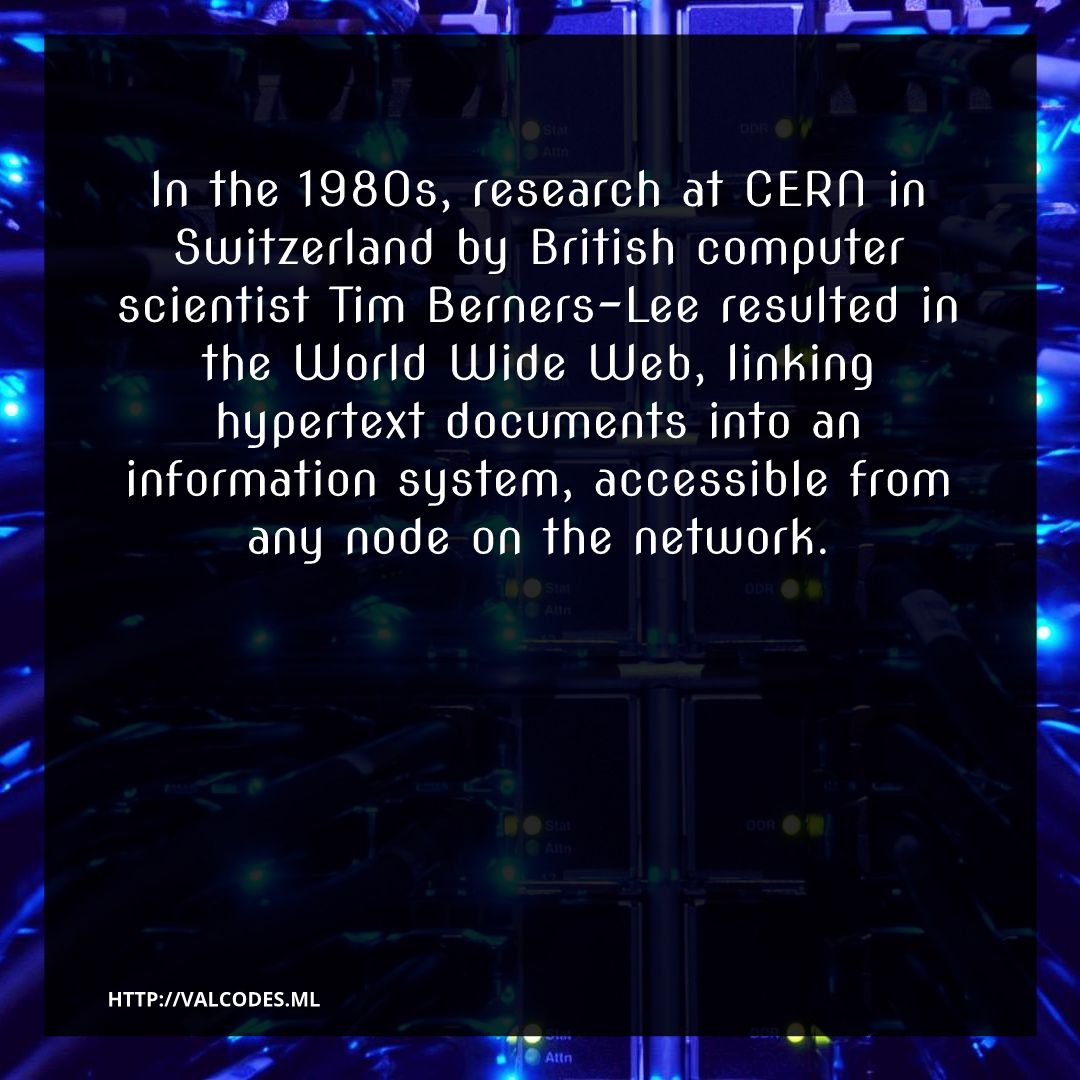 Stat
DDR
Attn
In the 1980s, research at CERN in
Switzerland by British computer
scientist Tim Berners-Lee resulted in
the World Wide Web, linking
hypertext documents into an
information system, accessible from
any node on the network.
Stat
DDR
Attn
Stat
DDR
Attn
HTTP://VALCODES.ML
Stat
DDR
Attn